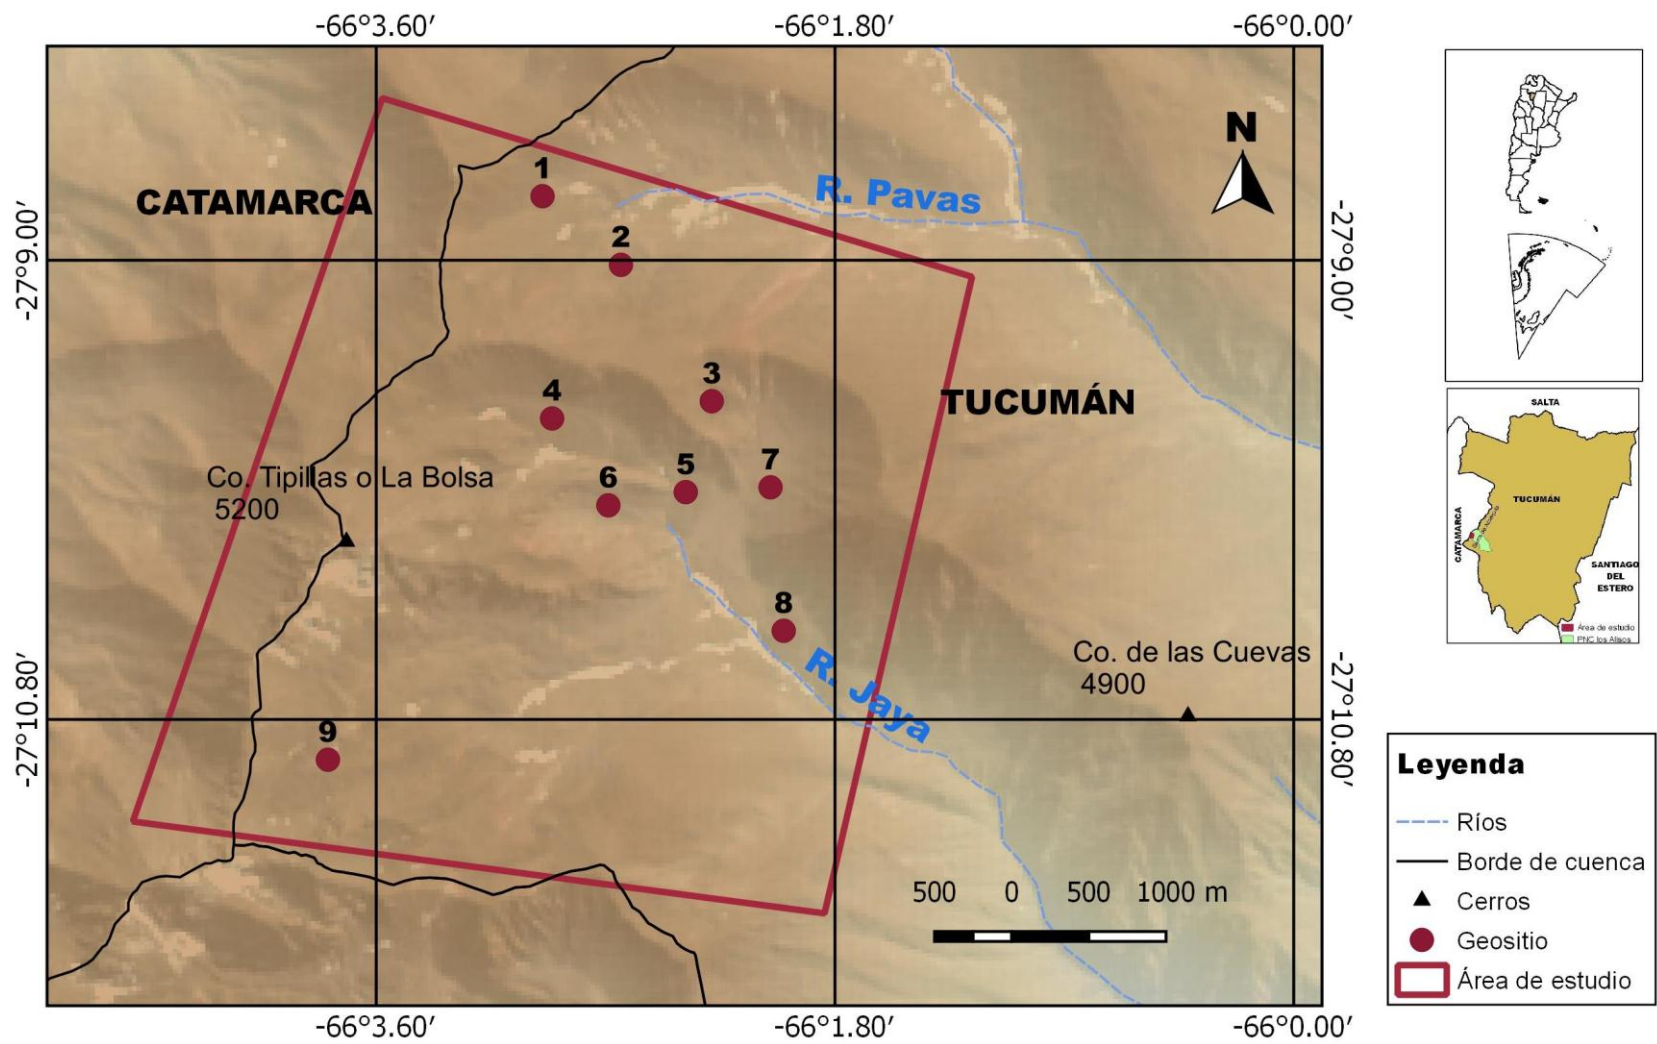 -66°3.60′
-66°1.80′
-66°0.00′
N
1
CATAMARCA
R. Pavas
-27°9.00′
-27°9.00′
2
3
4
TUCUMÁN
Co. Tipillas o La Bolsa
5200
7
5
6
8
Co. de las Cuevas
4900
R. Jaya
-27°10.80′
-27°10.80′
9
500 0 500 1000 m
-66°3.60′
-66°1.80′
-66°0.00′
SALTA
TUCUMÁN
CATAMARCA
SANTIAGO
DEL
ESTERO
Área de estudio
PNC los Alisos
Leyenda
Ríos
Borde de cuenca
Cerros
Geositio
Área de estudio